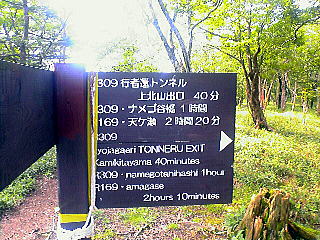 309 行者還トンネル
上北山出口 40分
309・ナメゴ谷橋 1時間
169・天ケ瀬 2時間20分
309
yojagaeri TONNERU EXIT
Kamikitayama 40minutes
R309・namegotanihashi 1hour
R169・amagase
2hours 10minutes